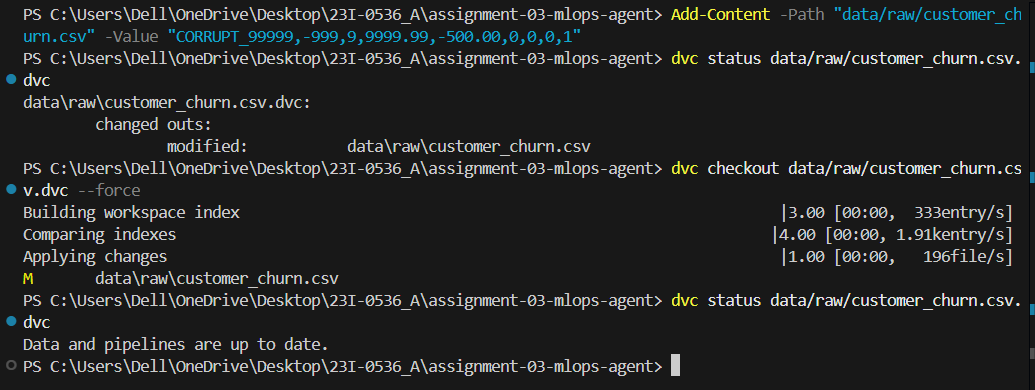 PS C:\Users\Dell\OneDrive\Desktop\23I-0536_A\assignment-03-mlops-agent> Add-Content -Path "data/raw/customer_ch
urn.csv" -Value "CORRUPT_99999,-999,9,9999.99,-500.00,0,0,0,1"
PS C:\Users\Dell\OneDrive\Desktop\23I-0536_A\assignment-03-mlops-agent> dvc status data/raw/customer_churn.csv.
dvc
data\raw\customer_churn.csv.dvc:
        changed outs:
                modified:           data\raw\customer_churn.csv
PS C:\Users\Dell\OneDrive\Desktop\23I-0536_A\assignment-03-mlops-agent> dvc checkout data/raw/customer_churn.cs
v.dvc --force
Building workspace index                                                      |3.00 [00:00,  333entry/s]
Comparing indexes                                                            |4.00 [00:00, 1.91kentry/s]
Applying changes                                                              |1.00 [00:00,   196file/s]
M       data\raw\customer_churn.csv
PS C:\Users\Dell\OneDrive\Desktop\23I-0536_A\assignment-03-mlops-agent> dvc status data/raw/customer_churn.csv.
dvc
Data and pipelines are up to date.
PS C:\Users\Dell\OneDrive\Desktop\23I-0536_A\assignment-03-mlops-agent>